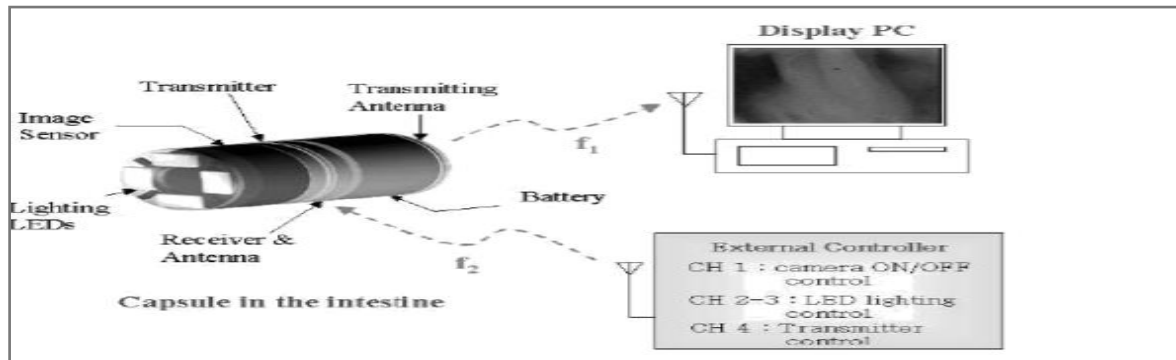 Display PC
Transmitter
Transmitting
Antenna
Image
Sensor
f1
Lighting
LEDs
Battery
Receiver &
Antenna
f2
Capsule in the intestine
External Controller
CH 1 : camera ON/OFF
control
CH 2-3 : LED lighting
control
CH 4 : Transmitter
control